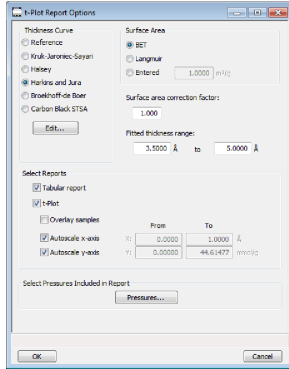 t-Plot Report Options
Thickness Curve
Reference
Kruk-Jaroniec-Sayari
Halsey
Harkins and Jura
Broekhoff-de Boer
Carbon Black STSA
Edit...
Surface Area
BET
Langmuir
Entered 1.0000 m²/g
Surface area correction factor:
1.000
Fitted thickness range:
3.5000 Å to 5.0000 Å
Select Reports
Tabular report
t-Plot
Overlay samples
From To
Autoscale x-axis X: 0.0000 1.0000 Å
Autoscale y-axis Y: 0.00000 44.61477 mmol/g
Select Pressures Included in Report
Pressures...
OK Cancel